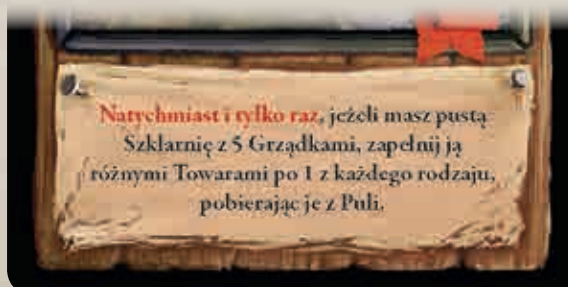 Natychmiast i tylko raz, jeżeli masz pustą
Szklarnię z 5 Grządkami, zapełnij ją
różnymi Towarami po 1 z każdego rodzaju,
pobierając je z Puli.